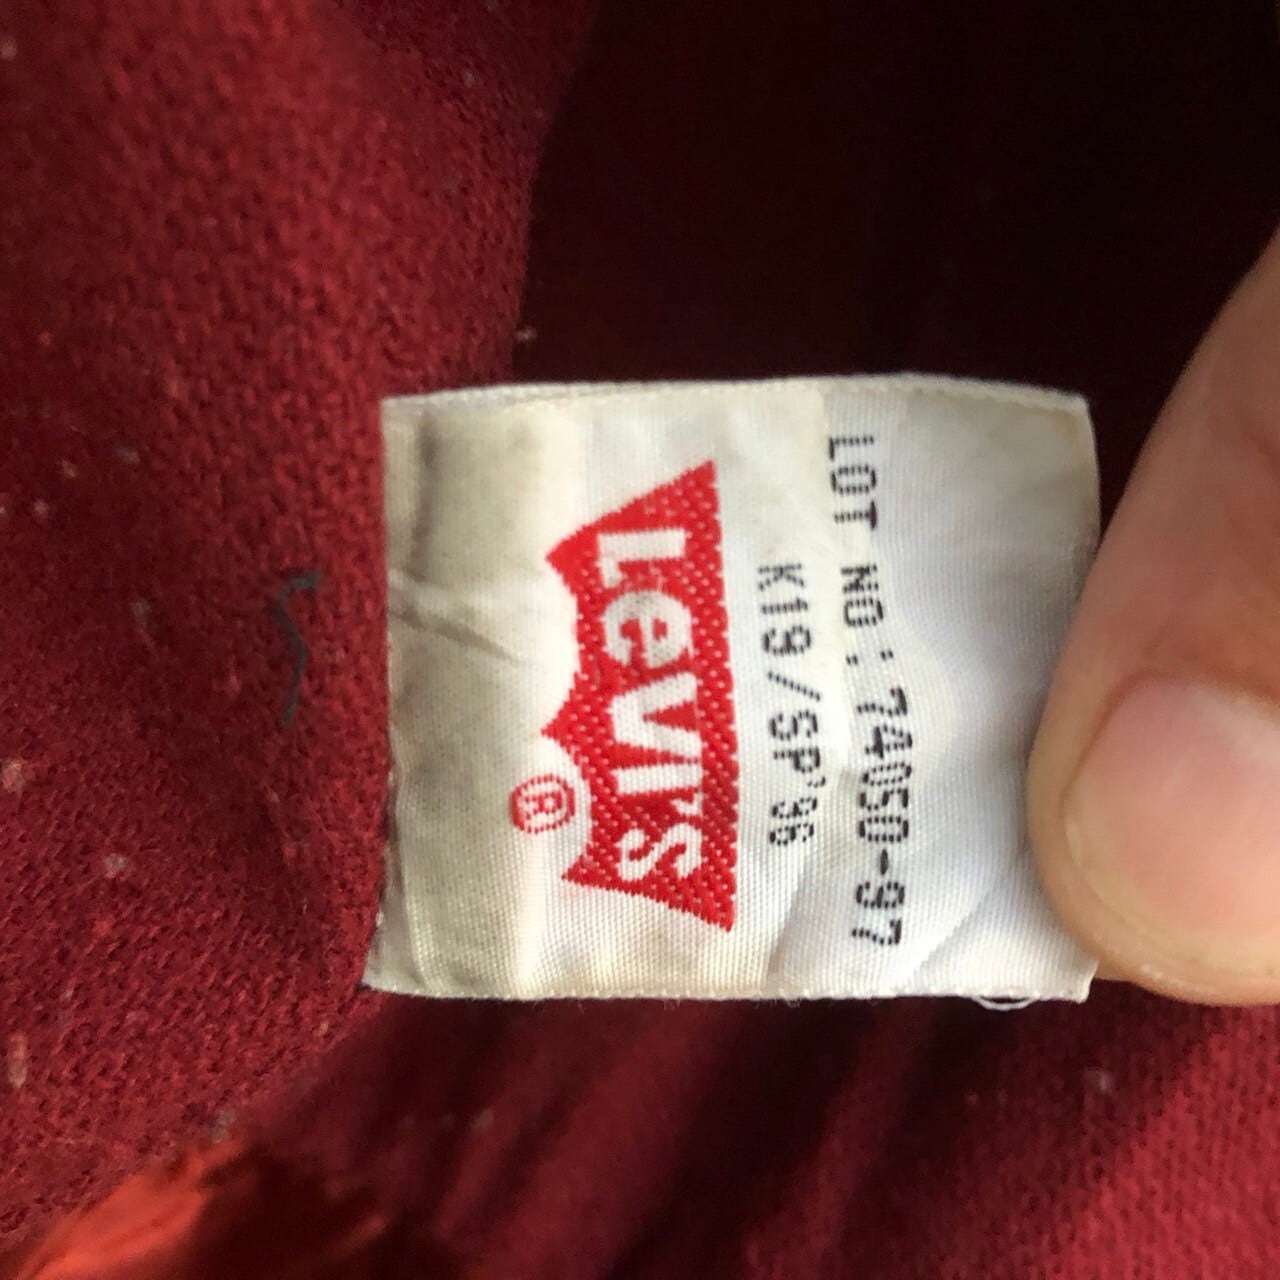 Levi's
®
K19/SP'96
LOT NO: 74050-97